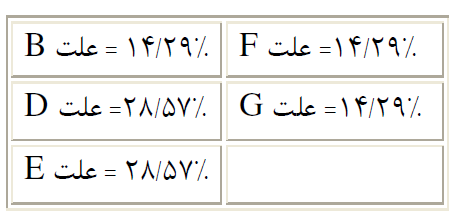 B علت = ۱۴/۲۹٪
F علت =۱۴/۲۹٪
D علت =۲۸/۵۷٪
G علت =۱۴/۲۹٪
E علت = ۲۸/۵۷٪